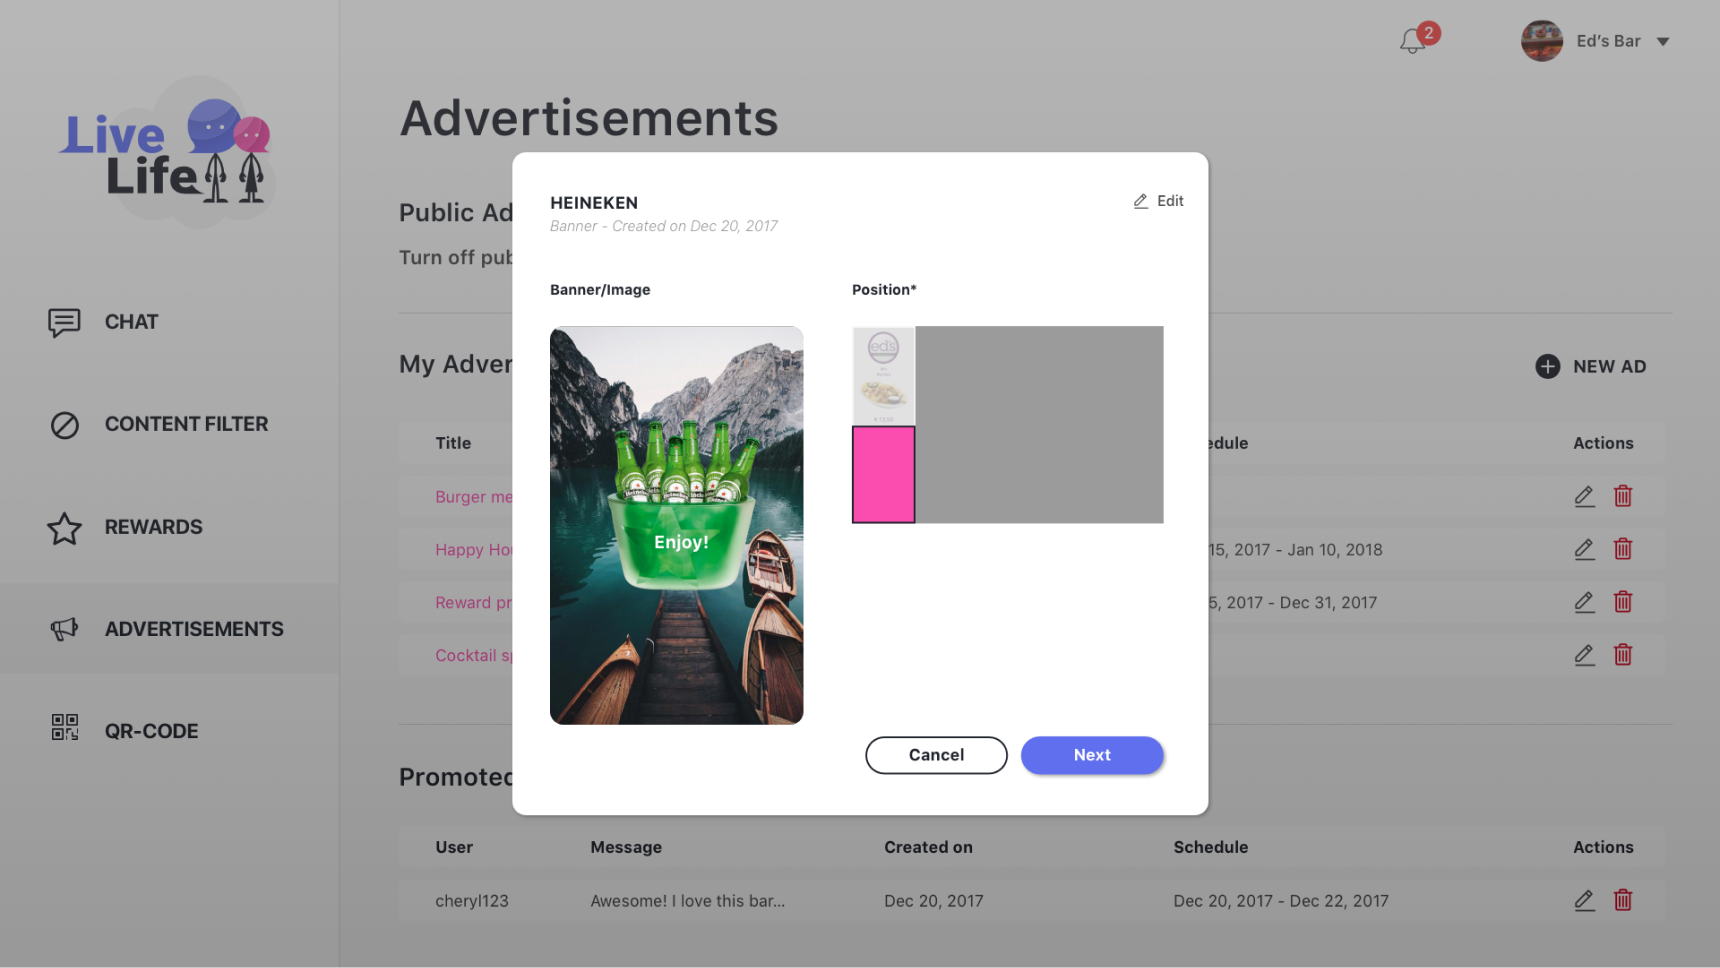 2
Ed’s Bar
Live
Life
Advertisements
HEINEKEN
Edit
Banner - Created on Dec 20, 2017
Public Ad
Turn off pub
Banner/Image
Position*
CHAT
ed's
My Adver
NEW AD
CONTENT FILTER
Title
edule
Actions
Burger me
REWARDS
Heineken
Enjoy!
Happy Hou
15, 2017 - Jan 10, 2018
Reward pr
5, 2017 - Dec 31, 2017
ADVERTISEMENTS
Cocktail sp
QR-CODE
Cancel
Next
Promoted
User
Message
Created on
Schedule
Actions
cheryl123
Awesome! I love this bar...
Dec 20, 2017
Dec 20, 2017 - Dec 22, 2017